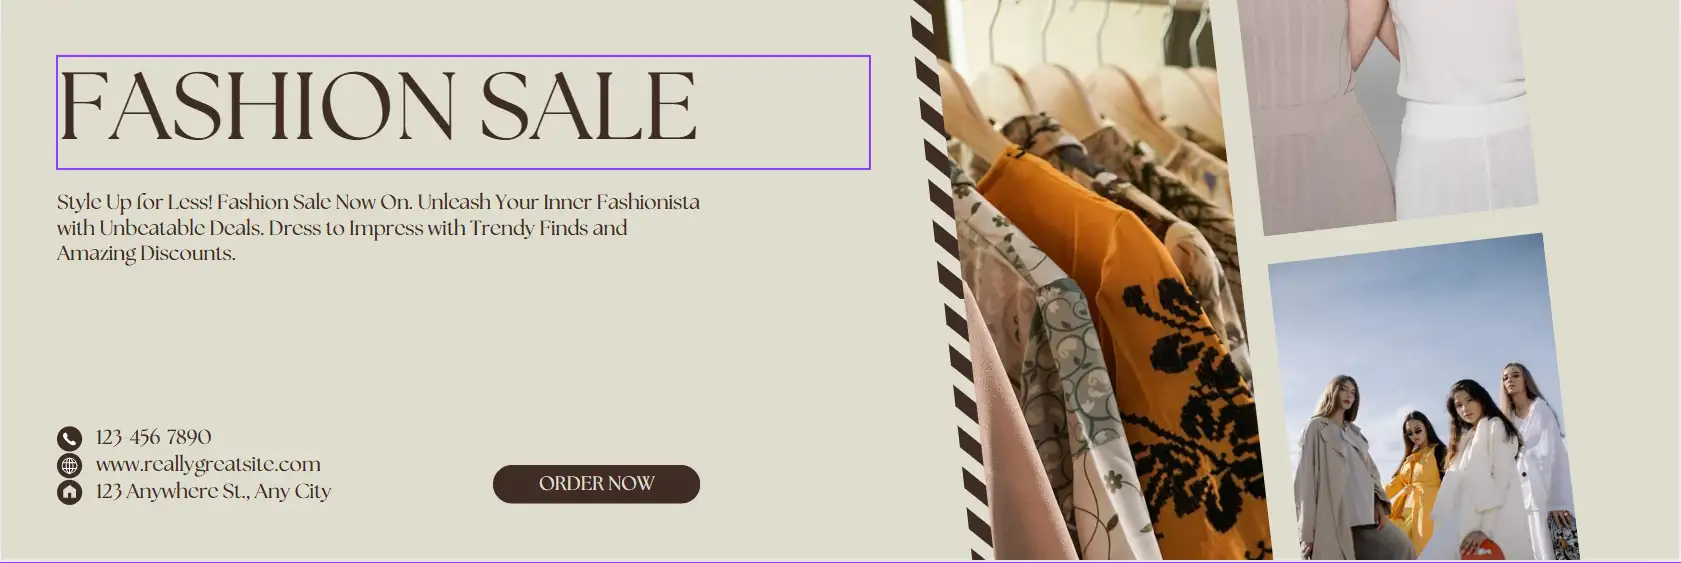 FASHION SALE
Style Up for Less! Fashion Sale Now On. Unleash Your Inner Fashionista
with Unbeatable Deals. Dress to Impress with Trendy Finds and
Amazing Discounts.
123-456-7890
www.reallygreatsite.com
123 Anywhere St., Any City
ORDER NOW